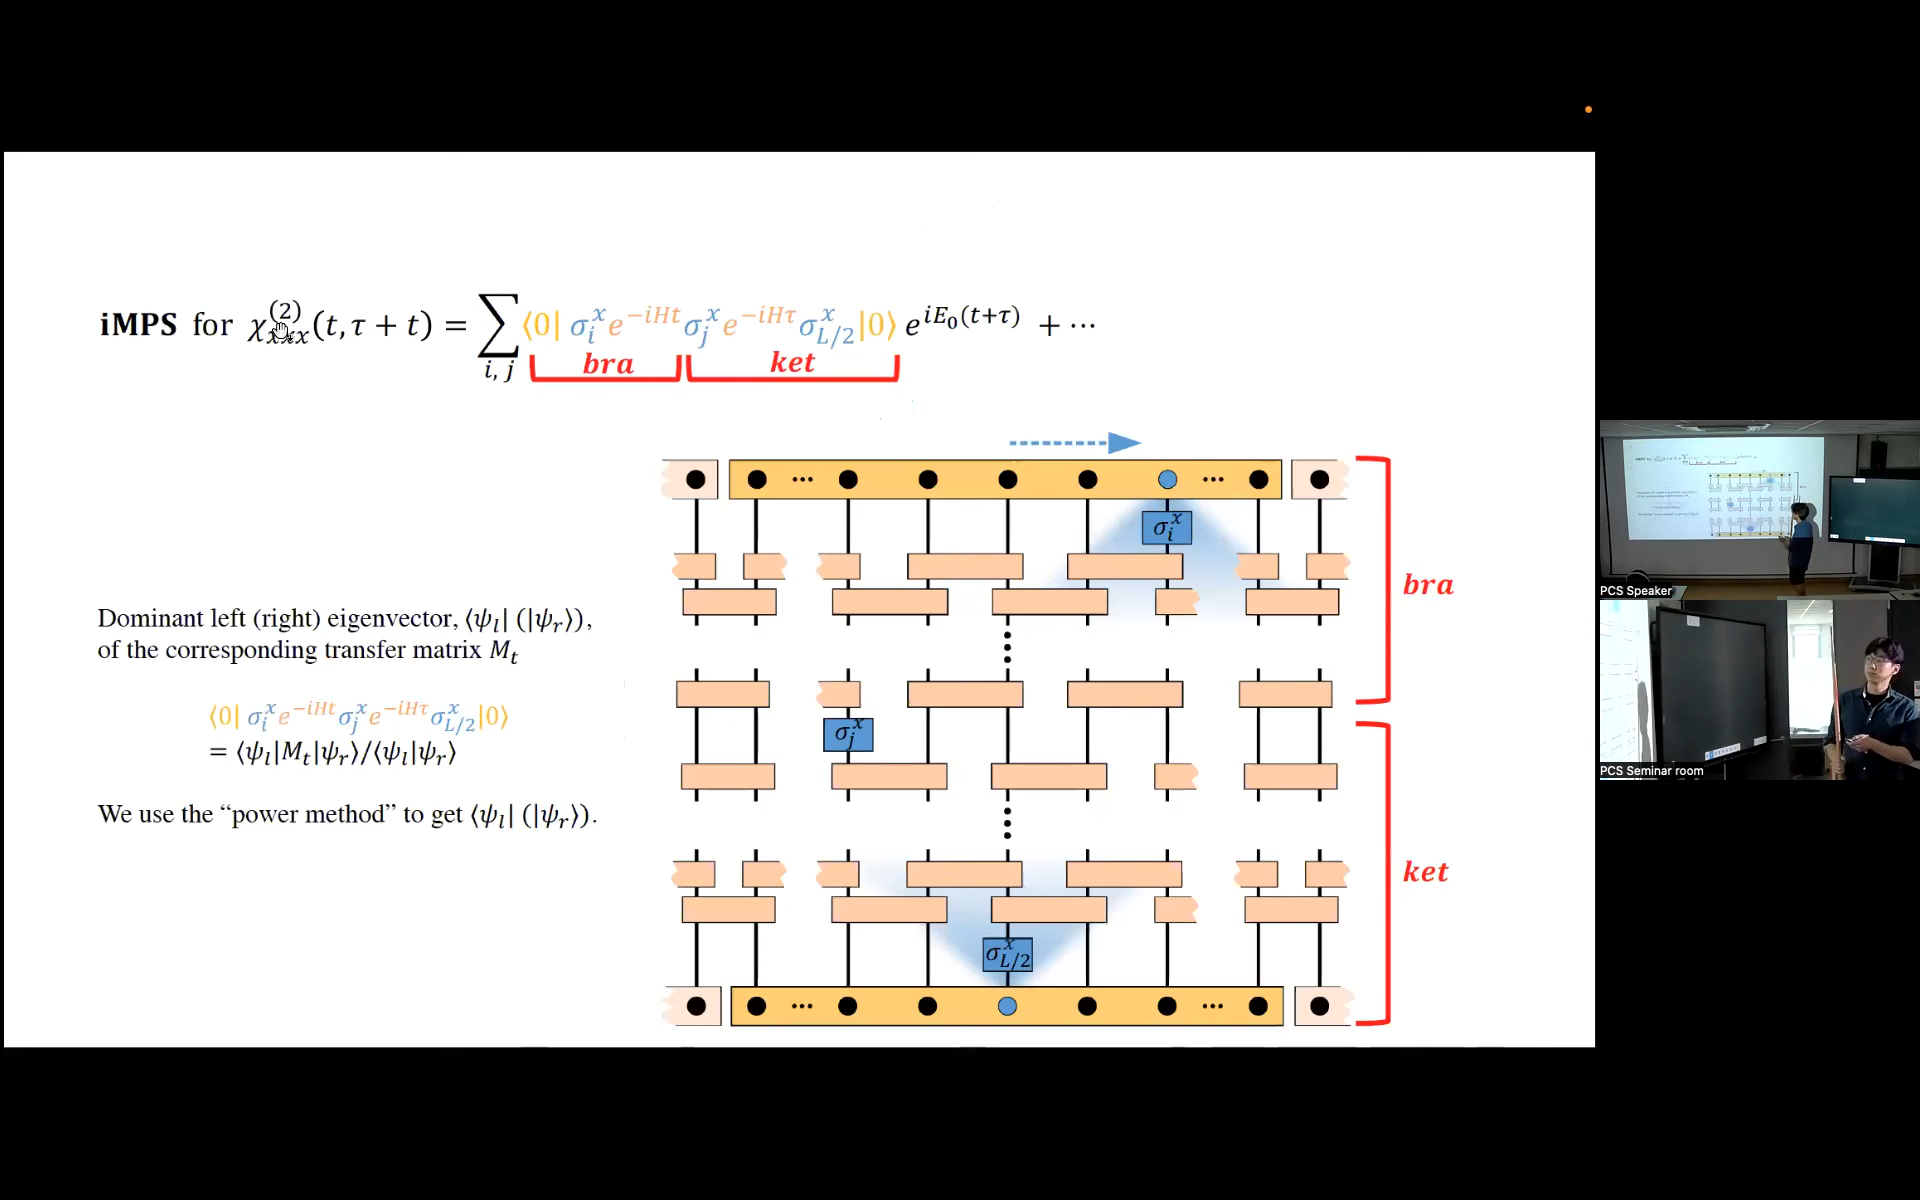 iMPS for χ_{xxx}^{(2)}(t, τ + t) = ∑_{i, j} ⟨0| σ_i^x e^{−iHt} σ_j^x e^{−iHτ} σ_{L/2}^x |0⟩ e^{iE_0(t+τ)} + ⋯
bra ket
σ_i^x
bra
Dominant left (right) eigenvector, ⟨ψ_l| (|ψ_r⟩),
of the corresponding transfer matrix M_t
⟨0| σ_i^x e^{−iHt} σ_j^x e^{−iHτ} σ_{L/2}^x |0⟩
= ⟨ψ_l|M_t|ψ_r⟩/⟨ψ_l|ψ_r⟩
We use the “power method” to get ⟨ψ_l| (|ψ_r⟩).
σ_j^x
ket
σ_{L/2}^x
PCS Speaker
PCS Seminar room